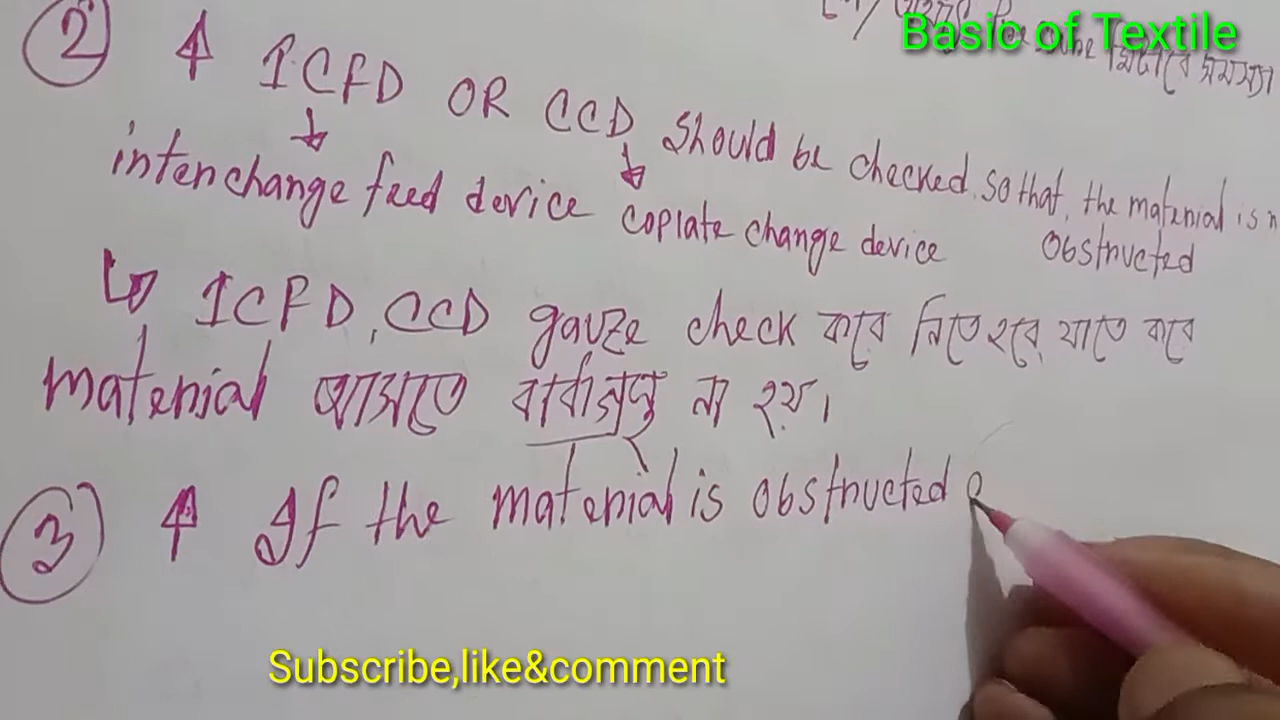 Basic of Textile
মিটাবে সমস্যা
2 ICFD OR CCD should be checked. so that, the material is n
interchange feed device coplate change device obstructed
ICFD, CCD gauze check করে নিতে হবে যাতে করে
material আসতে বাধাগ্রস্ত না হয়।
3 If the material is obstructed
Subscribe,like&comment